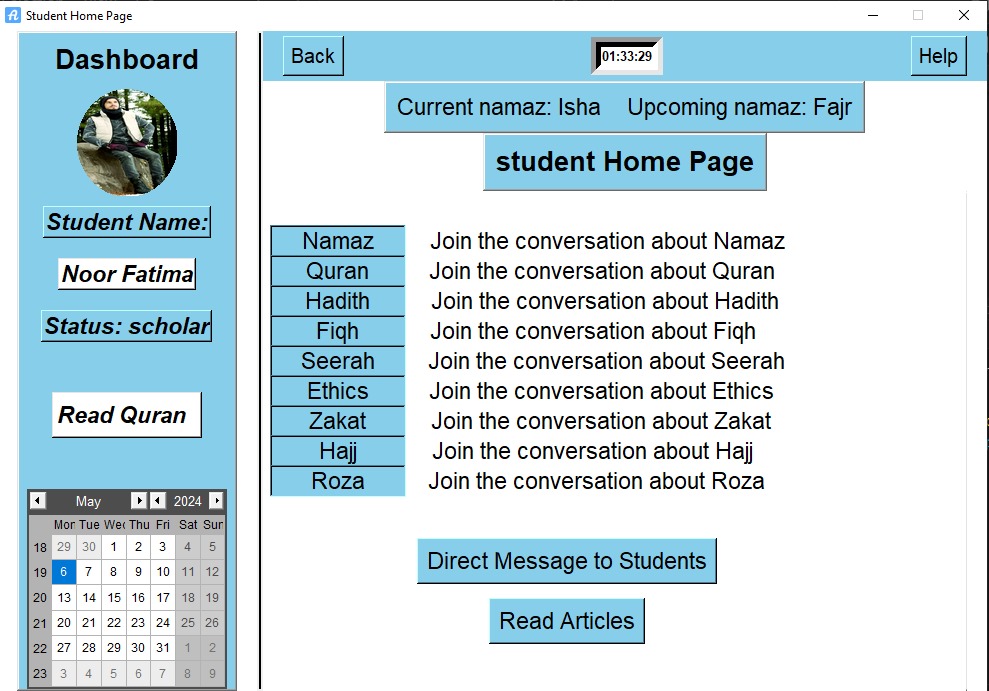 Student Home Page
Dashboard
Student Name:
Noor Fatima
Status: scholar
Read Quran
May 2024
Mon Tue Wec Thu Fri Sat Sun
18 29 30 1 2 3 4 5
19 6 7 8 9 10 11 12
20 13 14 15 16 17 18 19
21 20 21 22 23 24 25 26
22 27 28 29 30 31 1 2
23 3 4 5 6 7 8 9
Back 01:33:29 Help
Current namaz: Isha Upcoming namaz: Fajr
student Home Page
Namaz Join the conversation about Namaz
Quran Join the conversation about Quran
Hadith Join the conversation about Hadith
Fiqh Join the conversation about Fiqh
Seerah Join the conversation about Seerah
Ethics Join the conversation about Ethics
Zakat Join the conversation about Zakat
Hajj Join the conversation about Hajj
Roza Join the conversation about Roza
Direct Message to Students
Read Articles